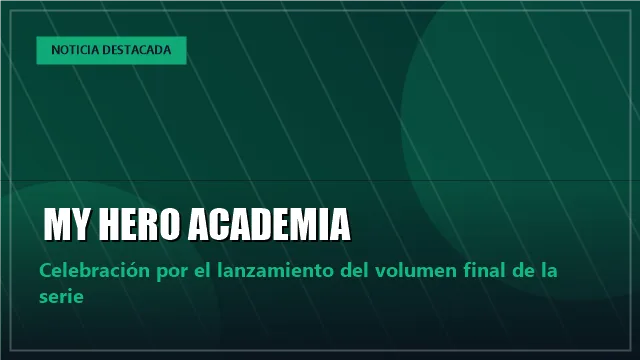 NOTICIA DESTACADA
MY HERO ACADEMIA
Celebración por el lanzamiento del volumen final de la
serie